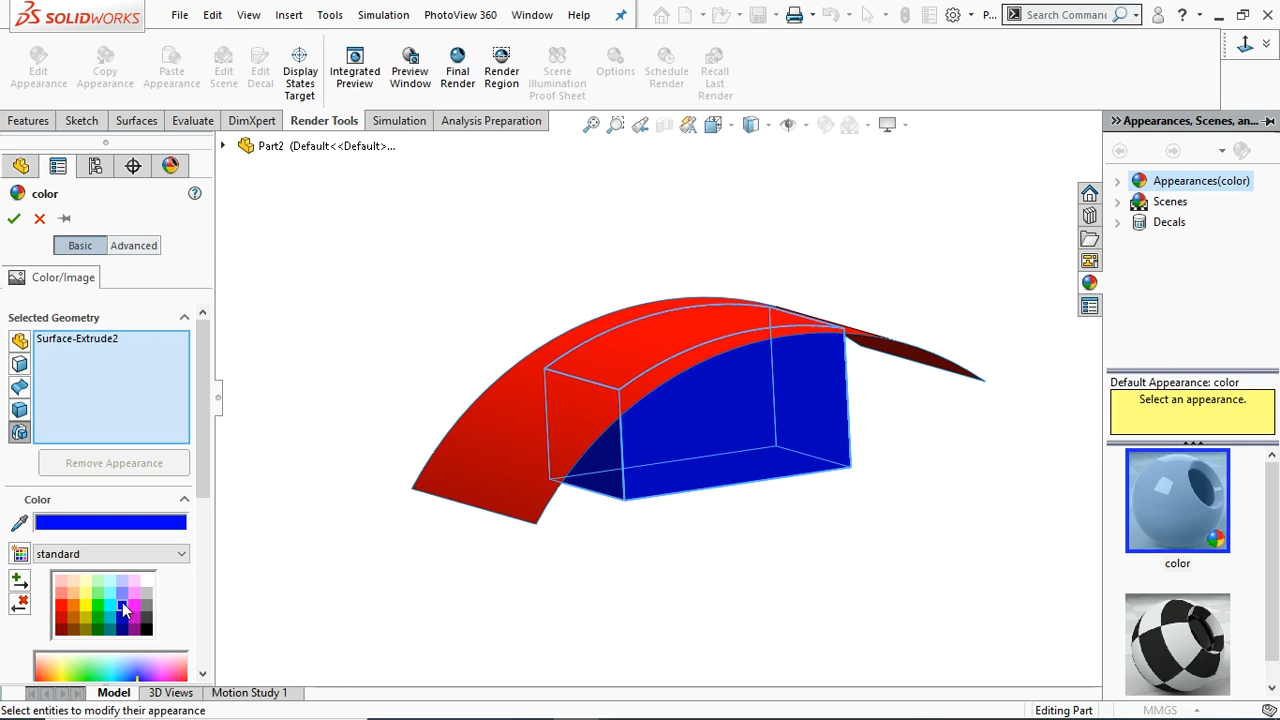 SOLIDWORKS File Edit View Insert Tools Simulation PhotoView 360 Window Help P... Search Commanc ?
Edit Appearance
Copy Appearance
Paste Appearance
Edit Scene
Edit Decal
Display States Target
Integrated Preview
Preview Window
Final Render
Render Region
Scene Illumination Proof Sheet
Options
Schedule Render
Recall Last Render
Features Sketch Surfaces Evaluate DimXpert Render Tools Simulation Analysis Preparation
Part2 (Default<<Default>...
Appearances, Scenes, an...
color ?
Basic Advanced
Color/Image
Selected Geometry
Surface-Extrude2
Remove Appearance
Color
standard
Appearances(color)
Scenes
Decals
Default Appearance: color
Select an appearance.
color
Model 3D Views Motion Study 1
Select entities to modify their appearance Editing Part MMGS